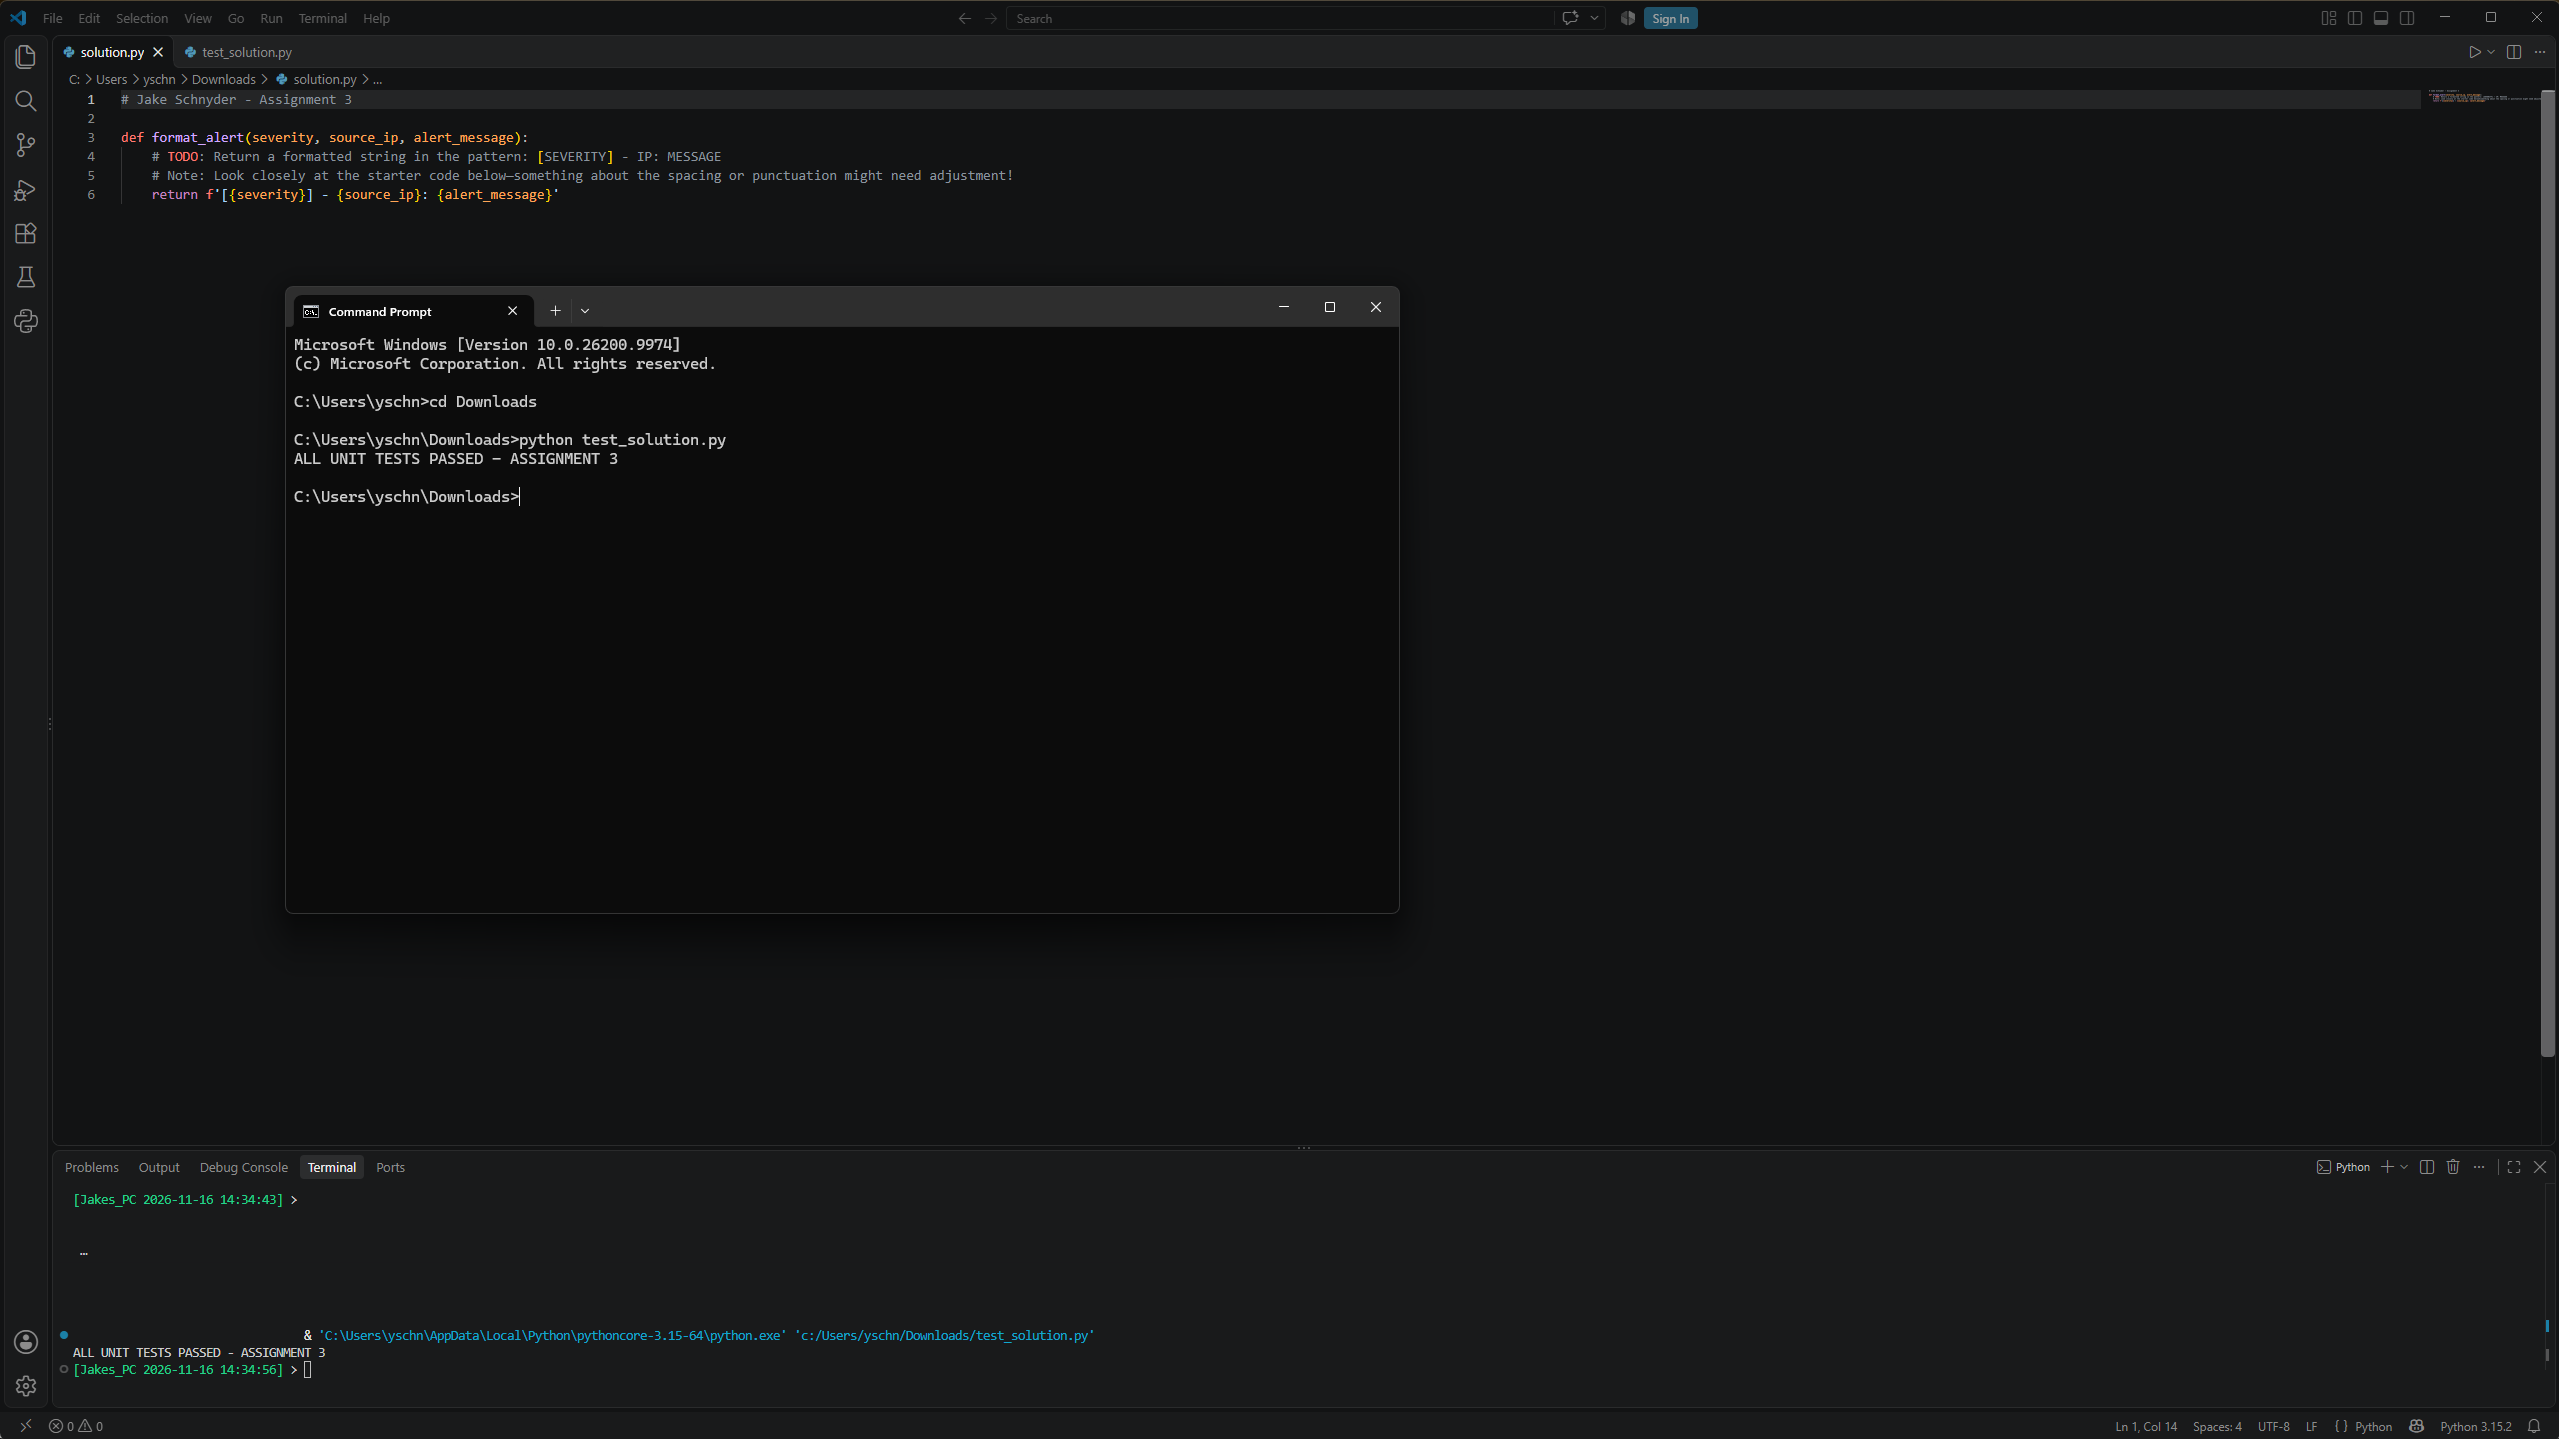 File Edit Selection View Go Run Terminal Help
Search
Sign In
solution.py
test_solution.py
C: > Users > yschn > Downloads > solution.py > ...
1 # Jake Schnyder - Assignment 3
2
3 def format_alert(severity, source_ip, alert_message):
4 # TODO: Return a formatted string in the pattern: [SEVERITY] - IP: MESSAGE
5 # Note: Look closely at the starter code below—something about the spacing or punctuation might need adjustment!
6 return f'[{severity}] - {source_ip}: {alert_message}'
Command Prompt
Microsoft Windows [Version 10.0.26200.9974]
(c) Microsoft Corporation. All rights reserved.
C:\Users\yschn>cd Downloads
C:\Users\yschn\Downloads>python test_solution.py
ALL UNIT TESTS PASSED - ASSIGNMENT 3
C:\Users\yschn\Downloads>
Problems Output Debug Console Terminal Ports
Python
[Jakes_PC 2026-11-16 14:34:43] >
…
& 'C:\Users\yschn\AppData\Local\Python\pythoncore-3.15-64\python.exe' 'c:/Users/yschn/Downloads/test_solution.py'
ALL UNIT TESTS PASSED - ASSIGNMENT 3
[Jakes_PC 2026-11-16 14:34:56] >
0 0
Ln 1, Col 14 Spaces: 4 UTF-8 LF { } Python Python 3.15.2